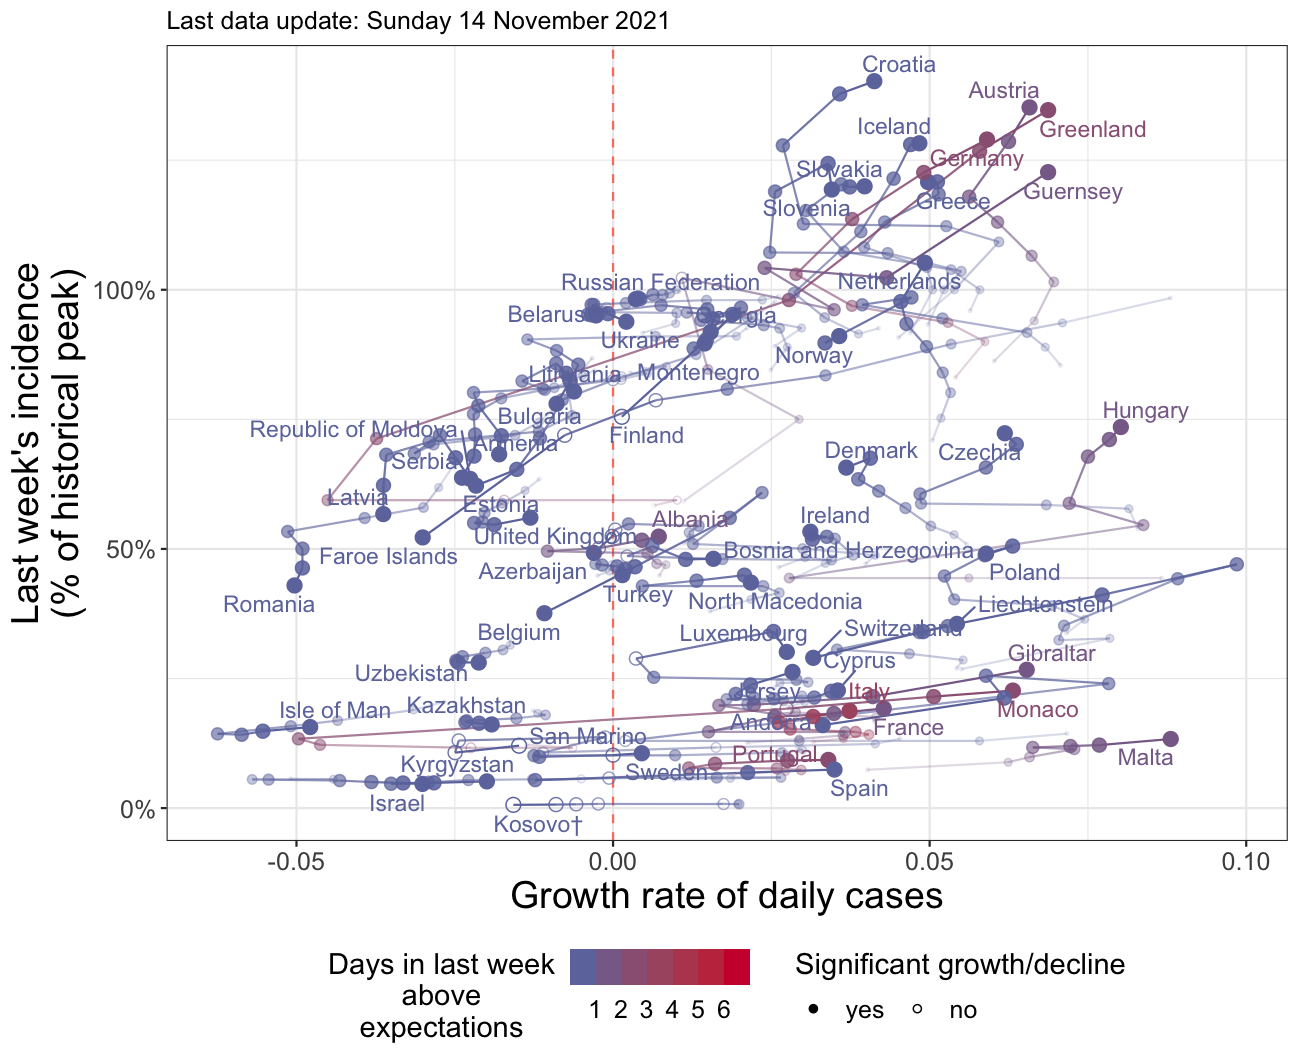 Last data update: Sunday 14 November 2021
Last week's incidence
(% of historical peak)
100%
50%
0%
Croatia
Austria
Greenland
Iceland
Germany
Slovakia
Guernsey
Slovenia
Greece
Russian Federation
Netherlands
Belarus
Georgia
Ukraine
Norway
Lithuania
Montenegro
Bulgaria
Hungary
Republic of Moldova
Finland
Armenia
Denmark
Czechia
Serbia
Latvia
Estonia
Albania
Ireland
United Kingdom
Faroe Islands
Bosnia and Herzegovina
Azerbaijan
Poland
Romania
Turkey
North Macedonia
Liechtenstein
Belgium
Luxembourg
Switzerland
Gibraltar
Uzbekistan
Cyprus
Jersey
Italy
Isle of Man
Kazakhstan
Monaco
Andorra
France
San Marino
Portugal
Malta
Kyrgyzstan
Sweden
Israel
Spain
Kosovo†
-0.05
0.00
0.05
0.10
Growth rate of daily cases
Days in last week
above
expectations
1 2 3 4 5 6
Significant growth/decline
yes
no